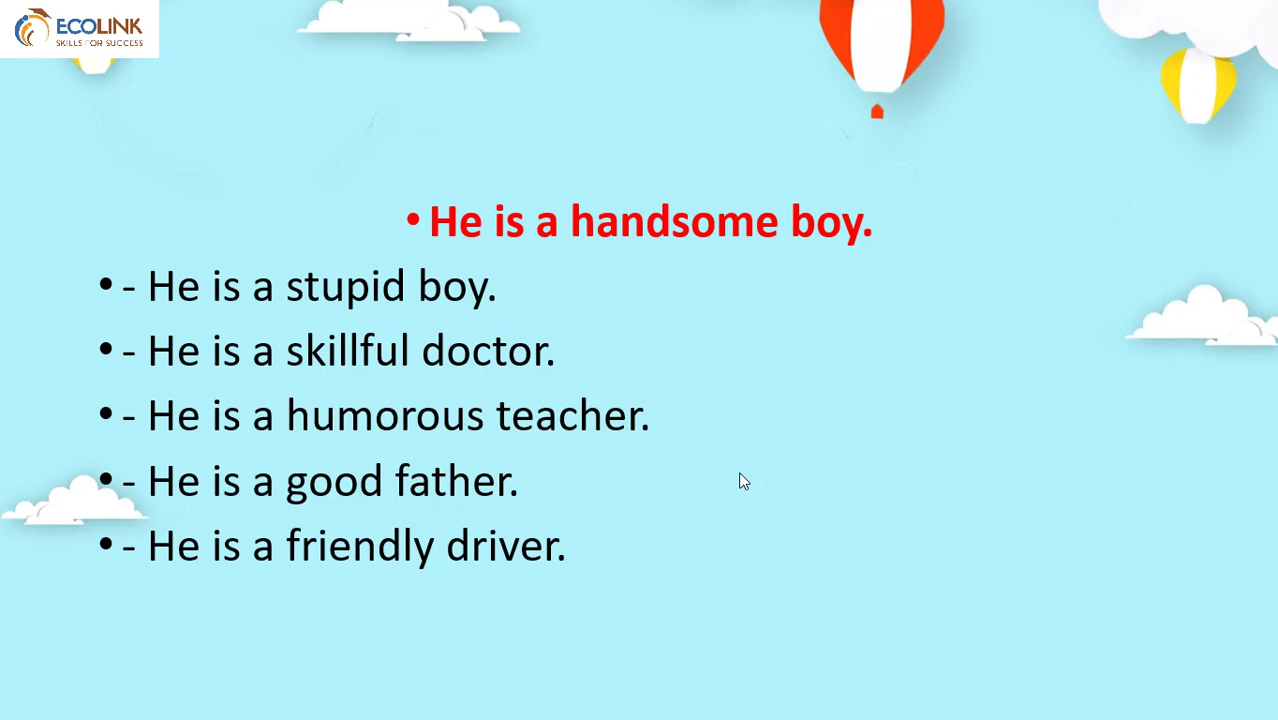 ECOLINK
SKILLS FOR SUCCESS
• He is a handsome boy.
• - He is a stupid boy.
• - He is a skillful doctor.
• - He is a humorous teacher.
• - He is a good father.
• - He is a friendly driver.